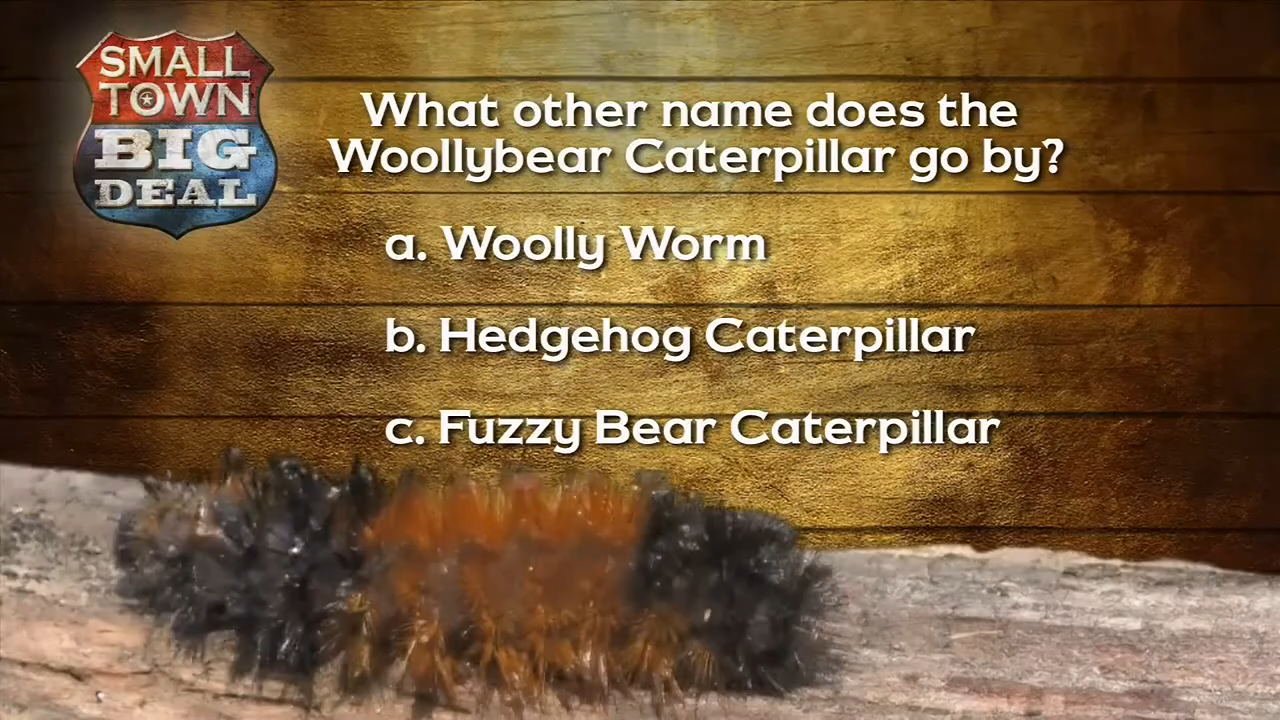 SMALL
TOWN
BIG
DEAL
What other name does the
Woollybear Caterpillar go by?
a. Woolly Worm
b. Hedgehog Caterpillar
c. Fuzzy Bear Caterpillar